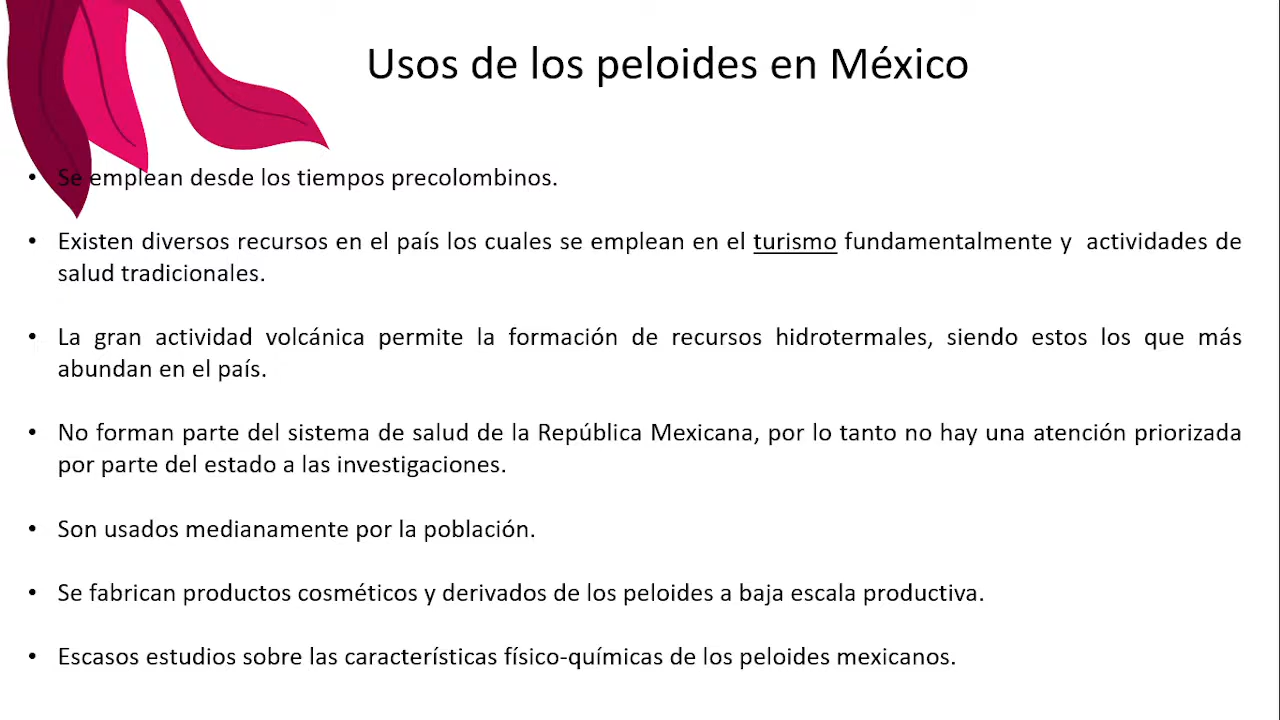 Usos de los peloides en México
• Se emplean desde los tiempos precolombinos.
• Existen diversos recursos en el país los cuales se emplean en el turismo fundamentalmente y actividades de
salud tradicionales.
• La gran actividad volcánica permite la formación de recursos hidrotermales, siendo estos los que más
abundan en el país.
• No forman parte del sistema de salud de la República Mexicana, por lo tanto no hay una atención priorizada
por parte del estado a las investigaciones.
• Son usados medianamente por la población.
• Se fabrican productos cosméticos y derivados de los peloides a baja escala productiva.
• Escasos estudios sobre las características físico-químicas de los peloides mexicanos.